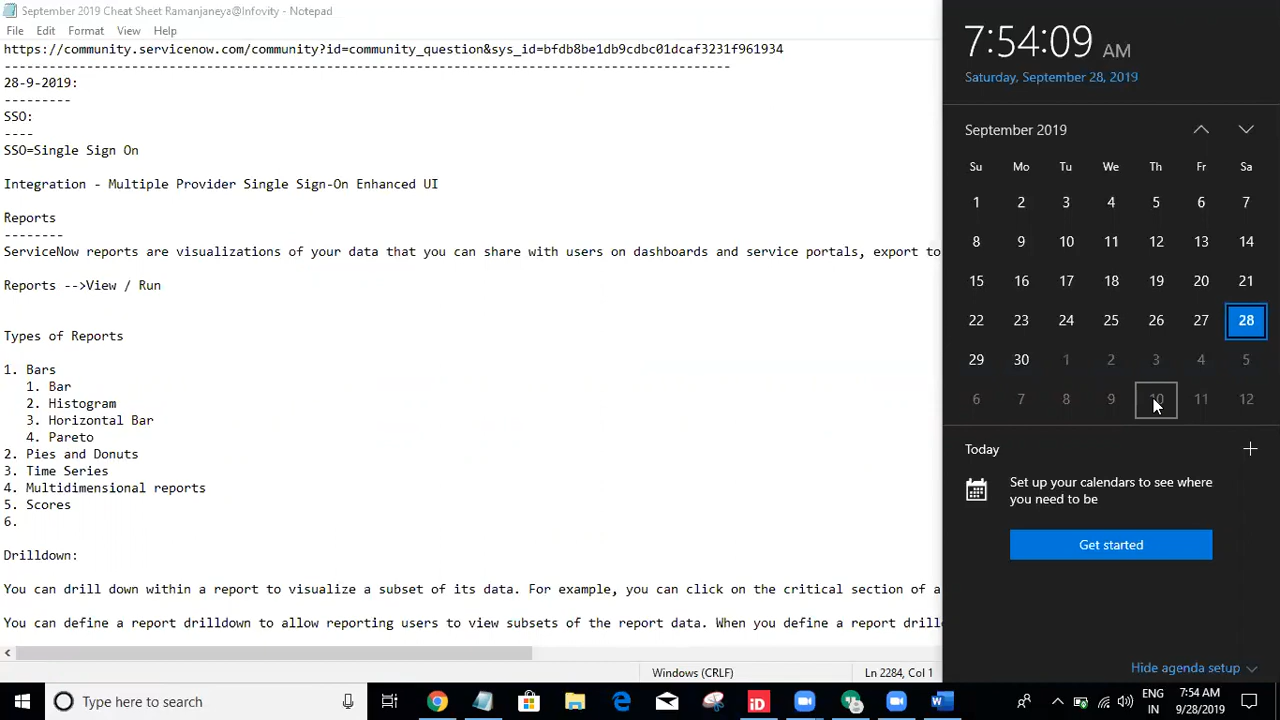 September 2019 Cheat Sheet Ramanjaneya@Infovity - Notepad
File Edit Format View Help
https://community.servicenow.com/community?id=community_question&sys_id=bfdb8be1db9cdbc01dcaf3231f961934
--------------------------------------------------------------------------------------------------
28-9-2019:
---------
SSO:
----
SSO=Single Sign On
Integration - Multiple Provider Single Sign-On Enhanced UI
Reports
--------
ServiceNow reports are visualizations of your data that you can share with users on dashboards and service portals, export to
Reports -->View / Run
Types of Reports
1. Bars
1. Bar
2. Histogram
3. Horizontal Bar
4. Pareto
2. Pies and Donuts
3. Time Series
4. Multidimensional reports
5. Scores
6.
Drilldown:
You can drill down within a report to visualize a subset of its data. For example, you can click on the critical section of a
You can define a report drilldown to allow reporting users to view subsets of the report data. When you define a report drill
Windows (CRLF) Ln 2284, Col 1
7:54:09 AM
Saturday, September 28, 2019
September 2019
Su Mo Tu We Th Fr Sa
1 2 3 4 5 6 7
8 9 10 11 12 13 14
15 16 17 18 19 20 21
22 23 24 25 26 27 28
29 30 1 2 3 4 5
6 7 8 9 10 11 12
Today
Set up your calendars to see where
you need to be
Get started
Hide agenda setup
Type here to search
iD
ENG
IN
7:54 AM
9/28/2019